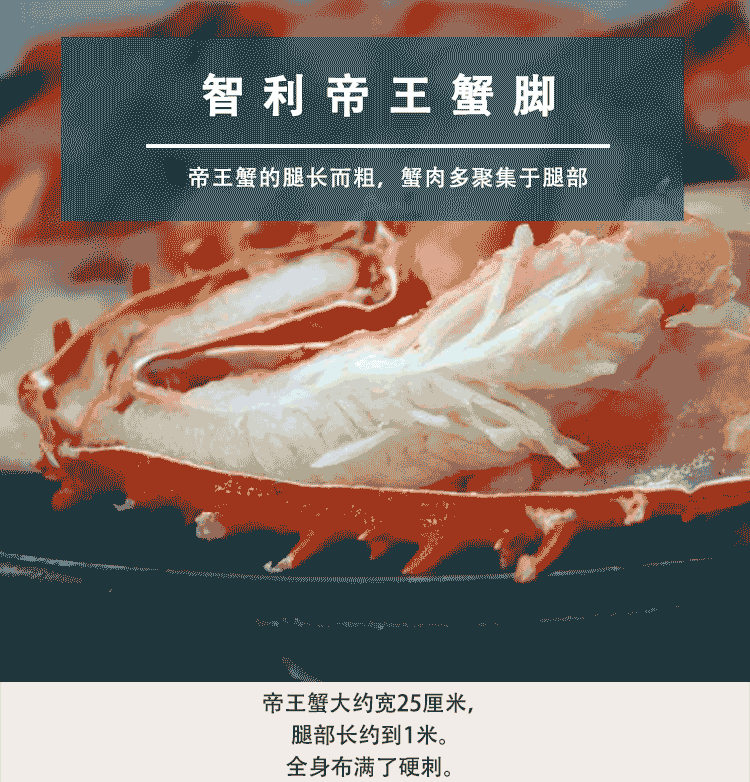 智利帝王蟹脚
帝王蟹的腿长而粗，蟹肉多聚集于腿部
帝王蟹大约宽25厘米，
腿部长约到1米。
全身布满了硬刺。